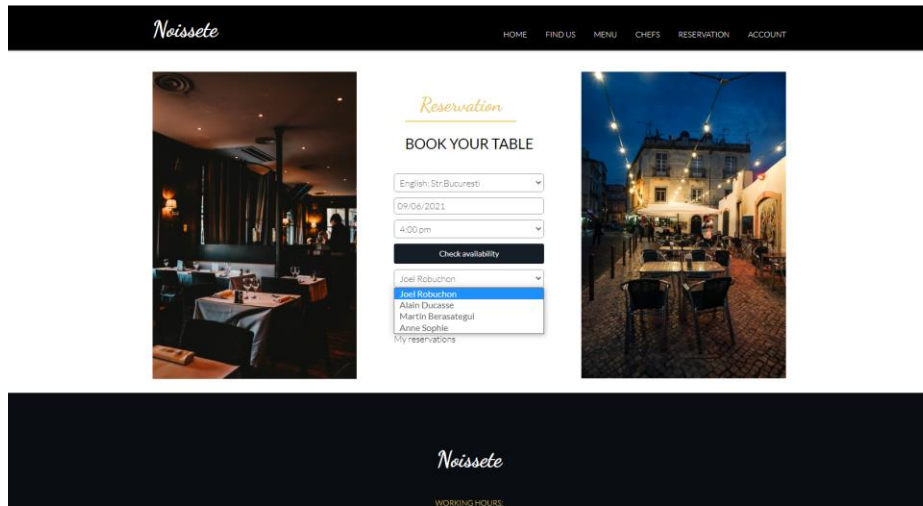 Noissete
HOME FIND US MENU CHEFS RESERVATION ACCOUNT
Reservation
BOOK YOUR TABLE
English: Str.Bucuresti
09/06/2021
4:00 pm
Check availability
Joel Robuchon
Joel Robuchon
Alain Ducasse
Martin Berasategul
Anne Sophie
My reservations
Noissete
WORKING HOURS: